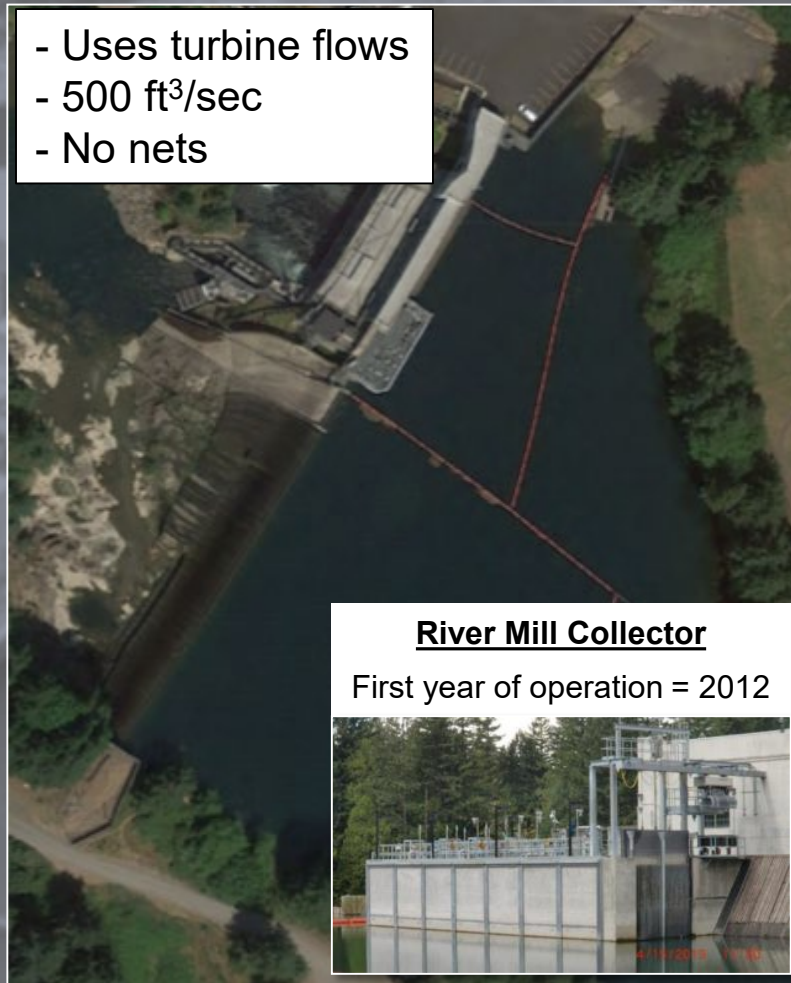 - Uses turbine flows
- 500 ft³/sec
- No nets
River Mill Collector
First year of operation = 2012